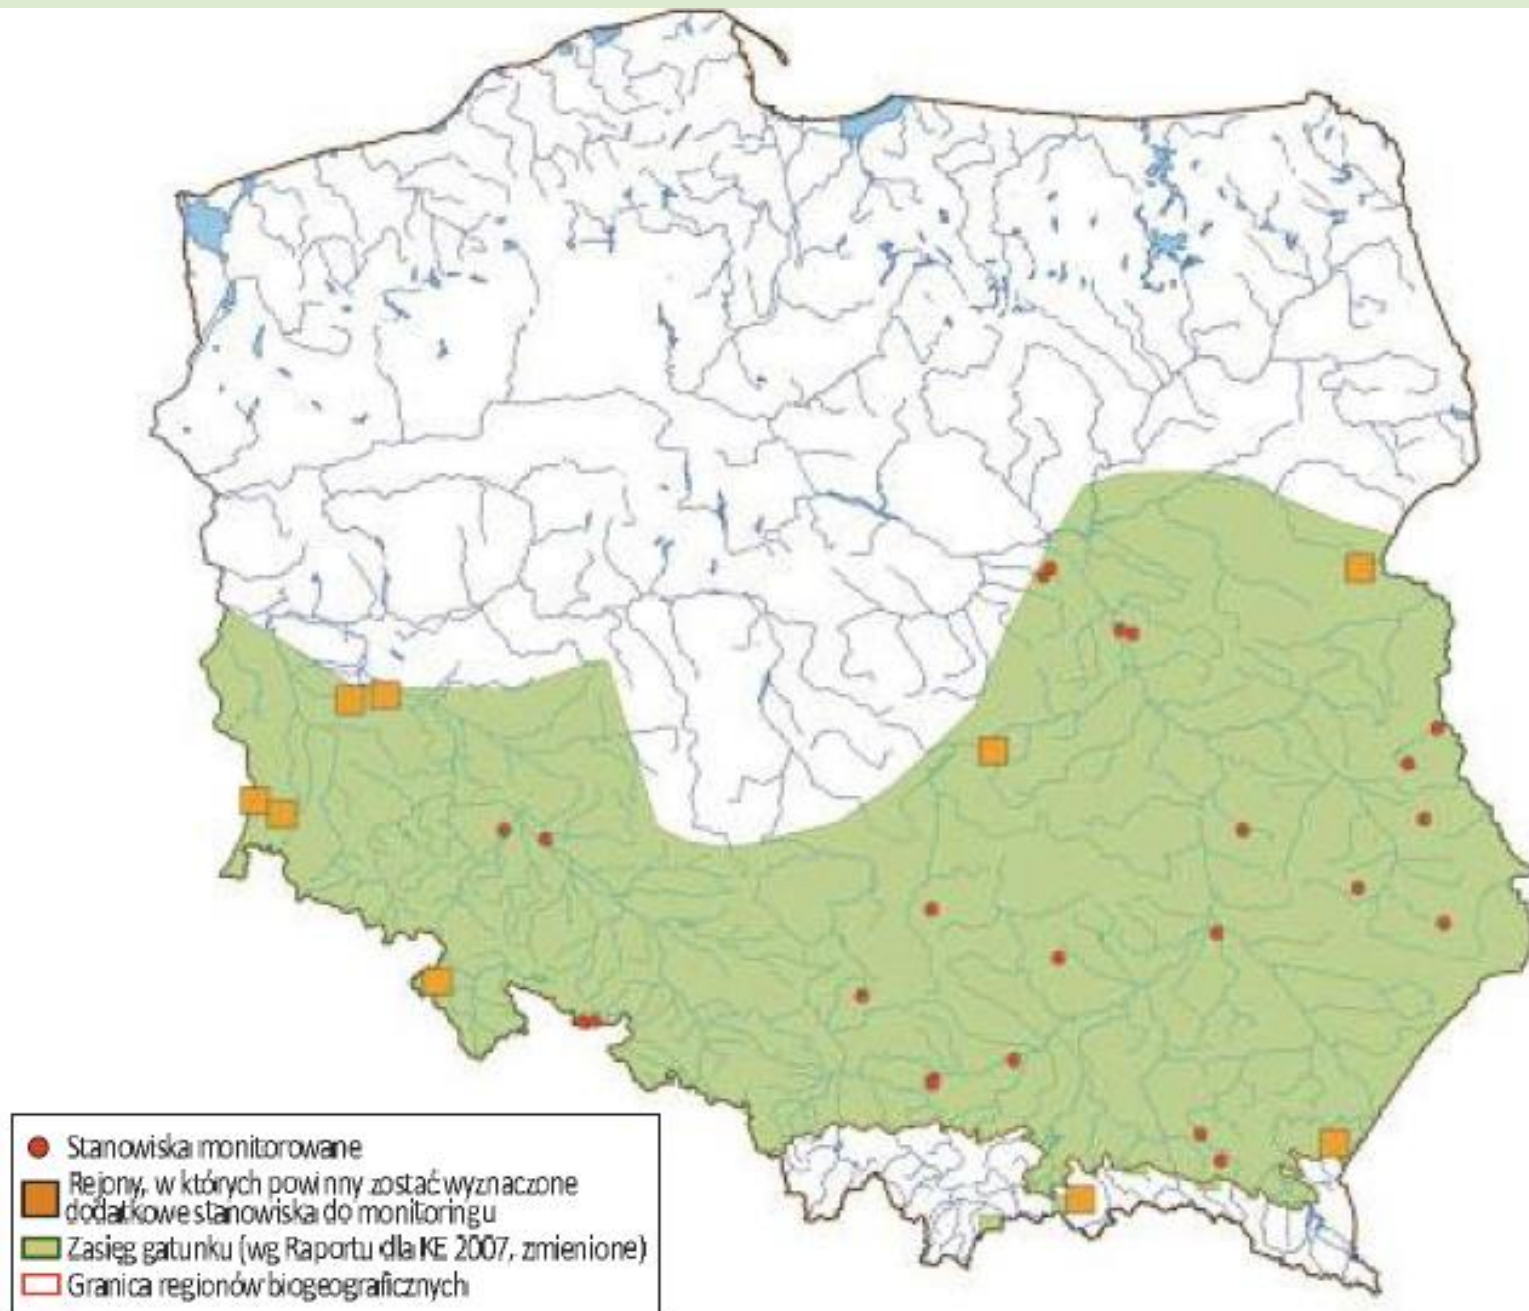 Stanowiska monitorowane
Rejony, w których powinny zostać wyznaczone
dodatkowe stanowiska do monitoringu
Zasięg gatunku (wg Raportu dla KE 2007, zmienione)
Granica regionów biogeograficznych